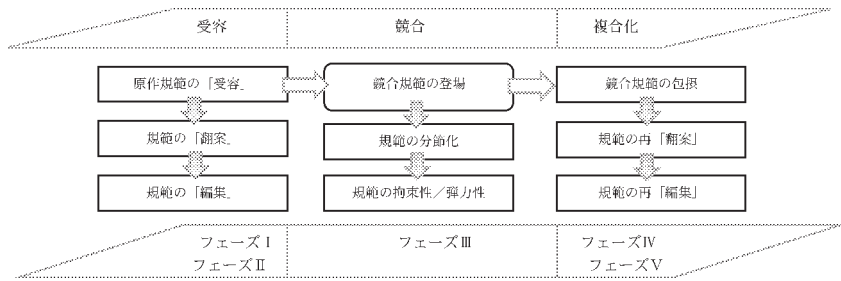 受容
競合
複合化
原作規範の「受容」
競合規範の登場
競合規範の包摂
規範の「翻案」
規範の分節化
規範の再「翻案」
規範の「編集」
規範の拘束性／弾力性
規範の再「編集」
フェーズⅠ
フェーズⅡ
フェーズⅢ
フェーズⅣ
フェーズⅤ